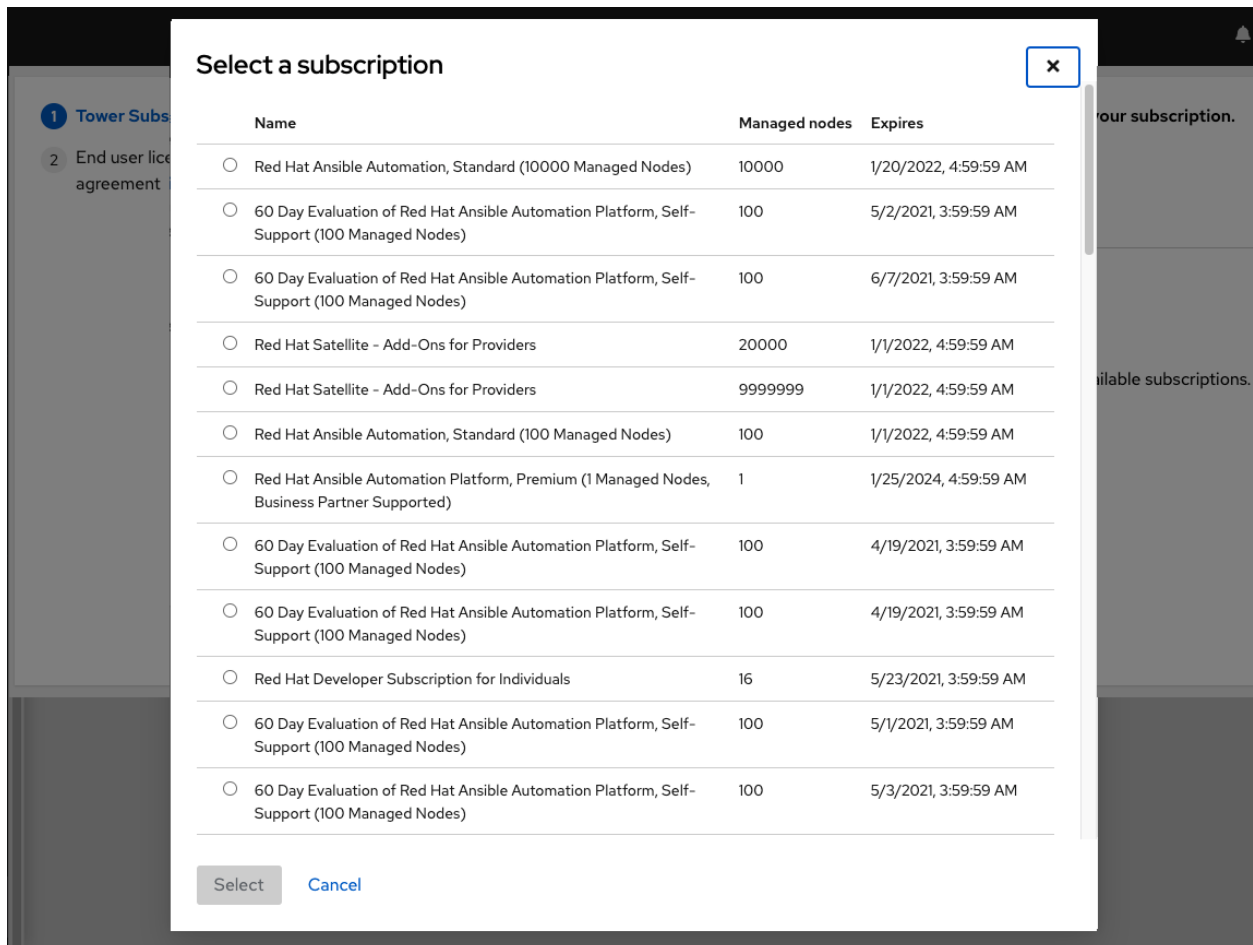 Select a subscription
1 Tower Subs
2 End user lice
agreement
our subscription.
ilable subscriptions.
Name Managed nodes Expires
Red Hat Ansible Automation, Standard (10000 Managed Nodes) 10000 1/20/2022, 4:59:59 AM
60 Day Evaluation of Red Hat Ansible Automation Platform, Self- 100 5/2/2021, 3:59:59 AM
Support (100 Managed Nodes)
60 Day Evaluation of Red Hat Ansible Automation Platform, Self- 100 6/7/2021, 3:59:59 AM
Support (100 Managed Nodes)
Red Hat Satellite - Add-Ons for Providers 20000 1/1/2022, 4:59:59 AM
Red Hat Satellite - Add-Ons for Providers 9999999 1/1/2022, 4:59:59 AM
Red Hat Ansible Automation, Standard (100 Managed Nodes) 100 1/1/2022, 4:59:59 AM
Red Hat Ansible Automation Platform, Premium (1 Managed Nodes, 1 1/25/2024, 4:59:59 AM
Business Partner Supported)
60 Day Evaluation of Red Hat Ansible Automation Platform, Self- 100 4/19/2021, 3:59:59 AM
Support (100 Managed Nodes)
60 Day Evaluation of Red Hat Ansible Automation Platform, Self- 100 4/19/2021, 3:59:59 AM
Support (100 Managed Nodes)
Red Hat Developer Subscription for Individuals 16 5/23/2021, 3:59:59 AM
60 Day Evaluation of Red Hat Ansible Automation Platform, Self- 100 5/1/2021, 3:59:59 AM
Support (100 Managed Nodes)
60 Day Evaluation of Red Hat Ansible Automation Platform, Self- 100 5/3/2021, 3:59:59 AM
Support (100 Managed Nodes)
Select Cancel